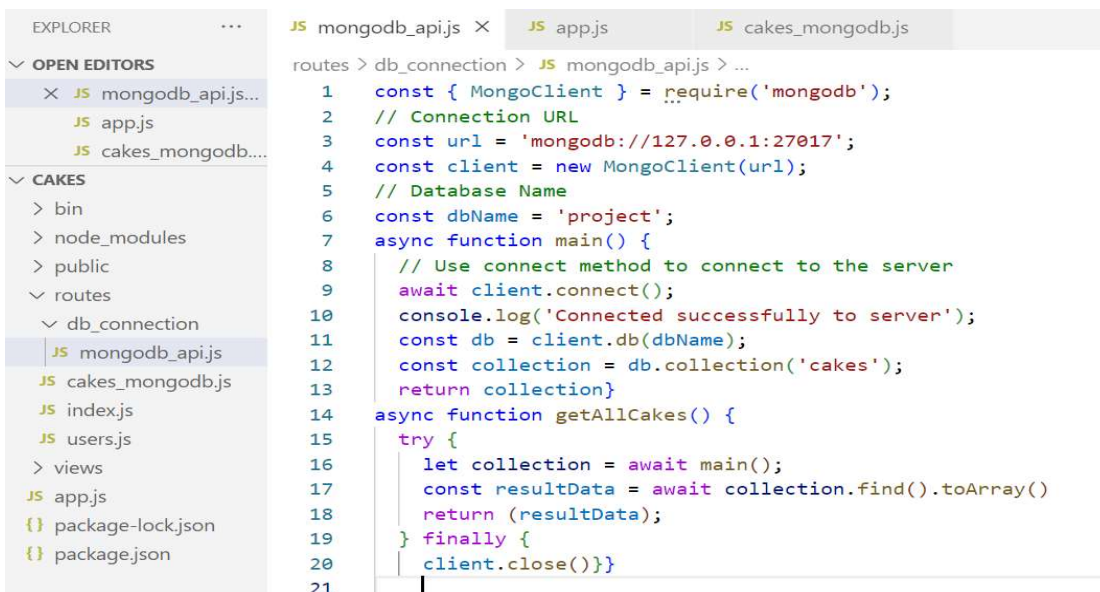 EXPLORER ...
OPEN EDITORS
JS mongodb_api.js...
JS app.js
JS cakes_mongodb....
CAKES
bin
node_modules
public
routes
db_connection
JS mongodb_api.js
JS cakes_mongodb.js
JS index.js
JS users.js
views
JS app.js
{} package-lock.json
{} package.json
JS mongodb_api.js JS app.js JS cakes_mongodb.js
routes > db_connection > JS mongodb_api.js > ...
1 const { MongoClient } = require('mongodb');
2 // Connection URL
3 const url = 'mongodb://127.0.0.1:27017';
4 const client = new MongoClient(url);
5 // Database Name
6 const dbName = 'project';
7 async function main() {
8 // Use connect method to connect to the server
9 await client.connect();
10 console.log('Connected successfully to server');
11 const db = client.db(dbName);
12 const collection = db.collection('cakes');
13 return collection}
14 async function getAllCakes() {
15 try {
16 let collection = await main();
17 const resultData = await collection.find().toArray()
18 return (resultData);
19 } finally {
20 client.close()}}
21